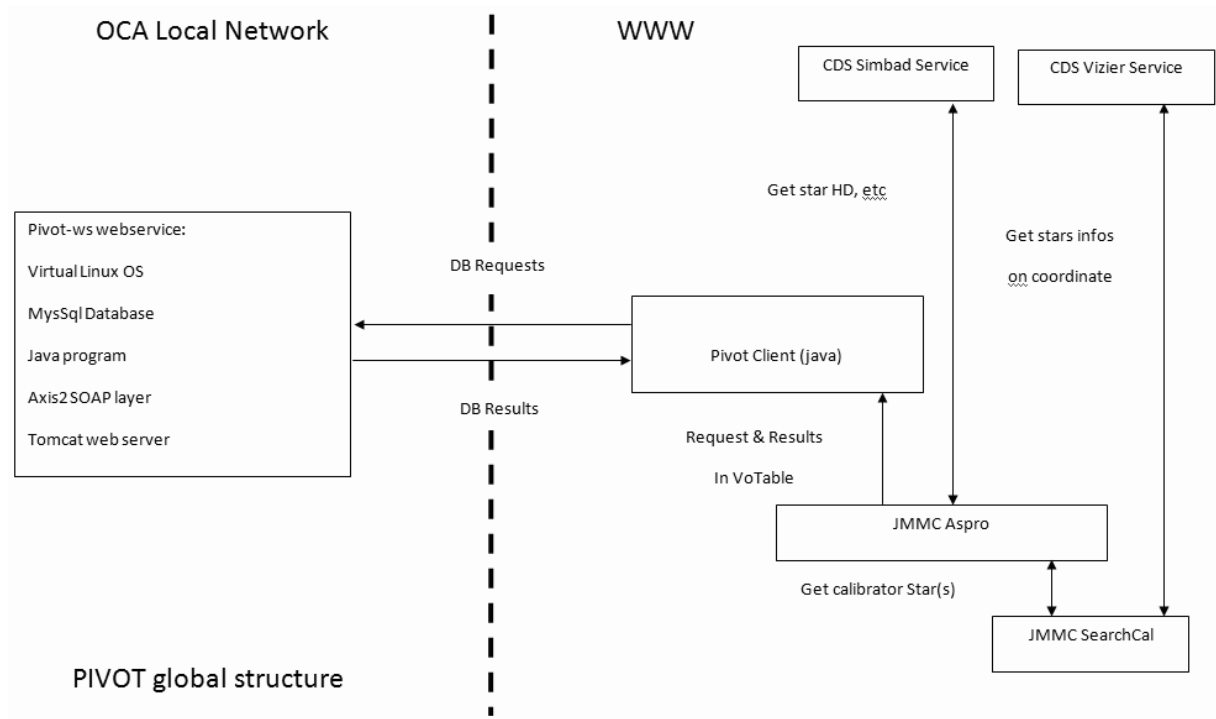 OCA Local Network
WWW
CDS Simbad Service
CDS Vizier Service
Get star HD, etc
Get stars infos
on coordinate
Pivot-ws webservice:
Virtual Linux OS
MysSql Database
Java program
Axis2 SOAP layer
Tomcat web server
DB Requests
Pivot Client (java)
DB Results
Request & Results
In VoTable
JMMC Aspro
Get calibrator Star(s)
JMMC SearchCal
PIVOT global structure